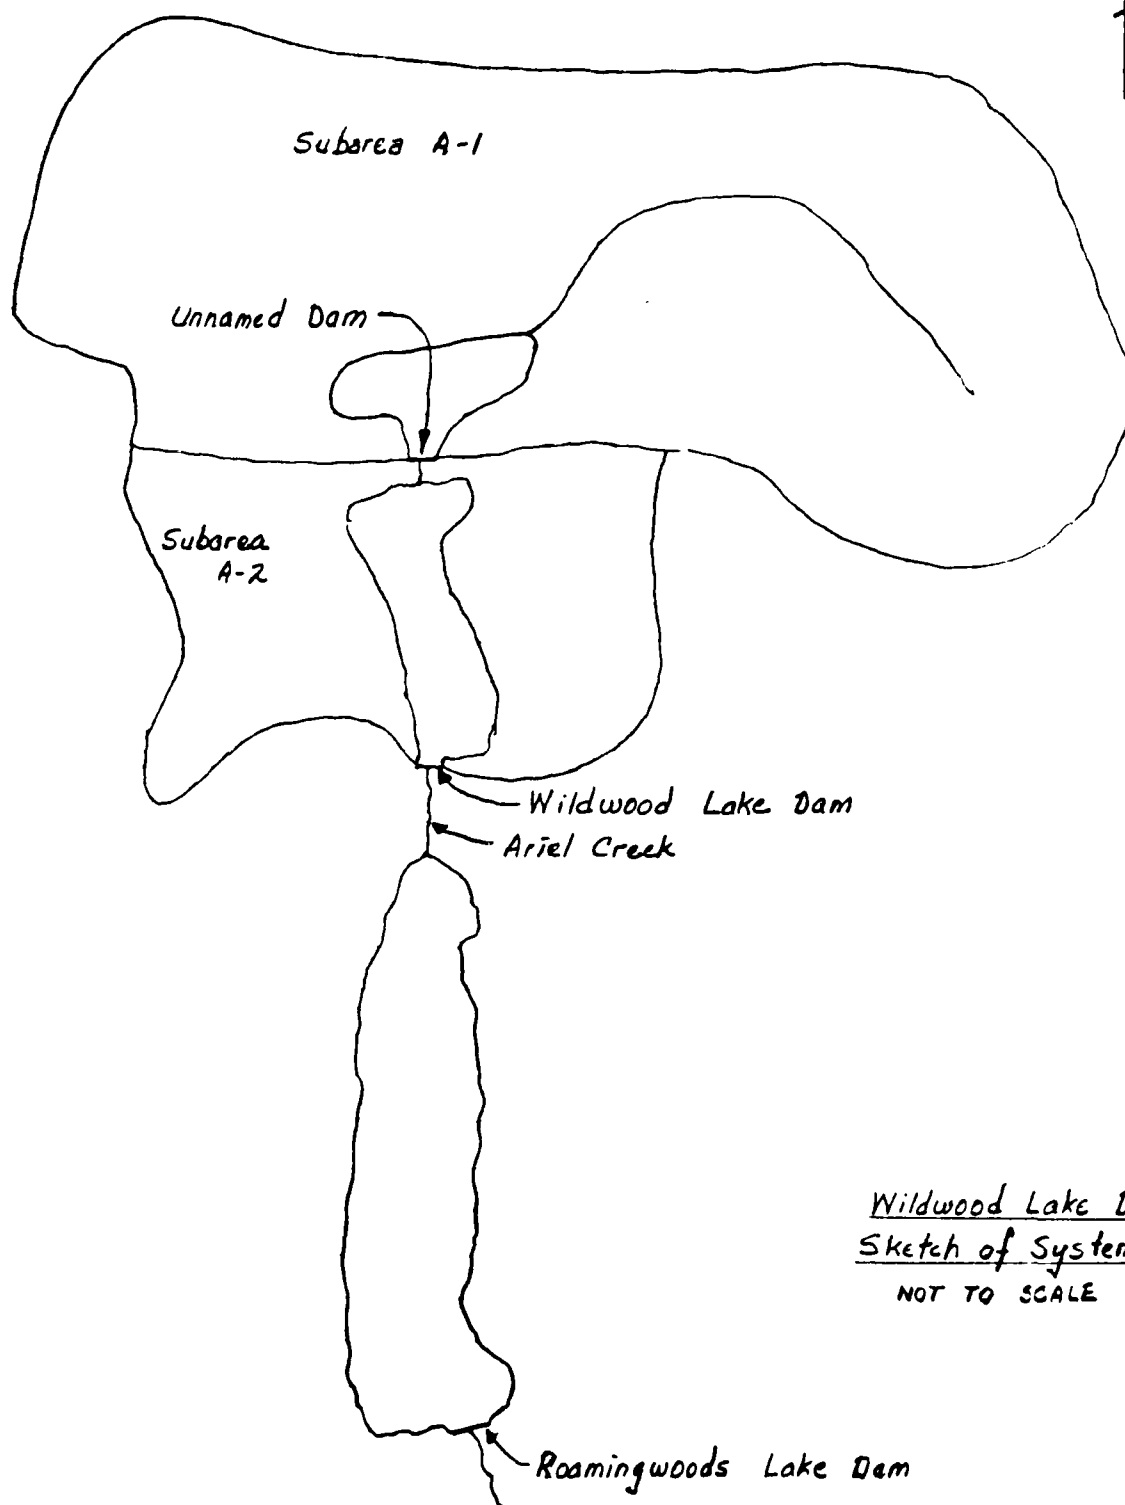 Subarea A-1
Unnamed Dam
Subarea
A-2
Wildwood Lake Dam
Ariel Creek
Wildwood Lake
Sketch of System
NOT TO SCALE
Roamingwoods Lake Dam